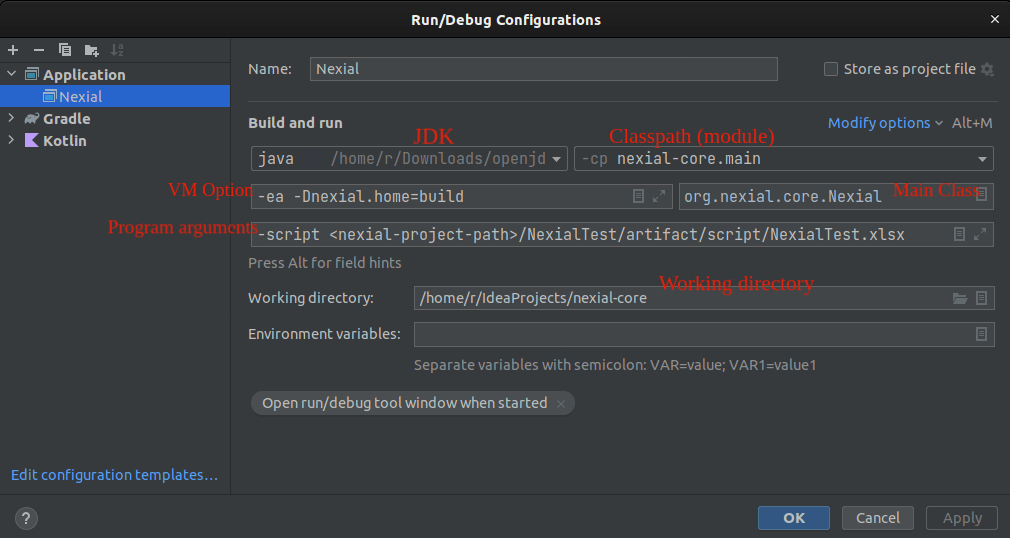 Run/Debug Configurations
Application
Nexial
Gradle
Kotlin
Edit configuration templates...
Name: Nexial Store as project file
Build and run Modify options Alt+M
JDK Classpath (module)
java /home/r/Downloads/openjd -cp nexial-core.main
VM Option -ea -Dnexial.home=build org.nexial.core.Nexial Main Class
Program arguments -script <nexial-project-path>/NexialTest/artifact/script/NexialTest.xlsx
Press Alt for field hints
Working directory
Working directory: /home/r/IdeaProjects/nexial-core
Environment variables:
Separate variables with semicolon: VAR=value; VAR1=value1
Open run/debug tool window when started
? OK Cancel Apply